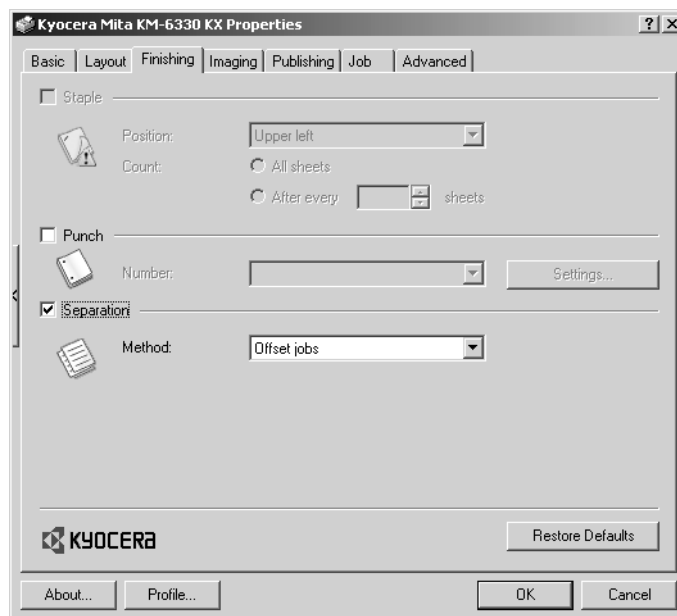 Kyocera Mita KM-6330 KX Properties
Basic Layout Finishing Imaging Publishing Job Advanced
Staple
Position: Upper left
Count: All sheets
After every sheets
Punch
Number: Settings...
Separation
Method: Offset jobs
KYOCERA Restore Defaults
About... Profile... OK Cancel